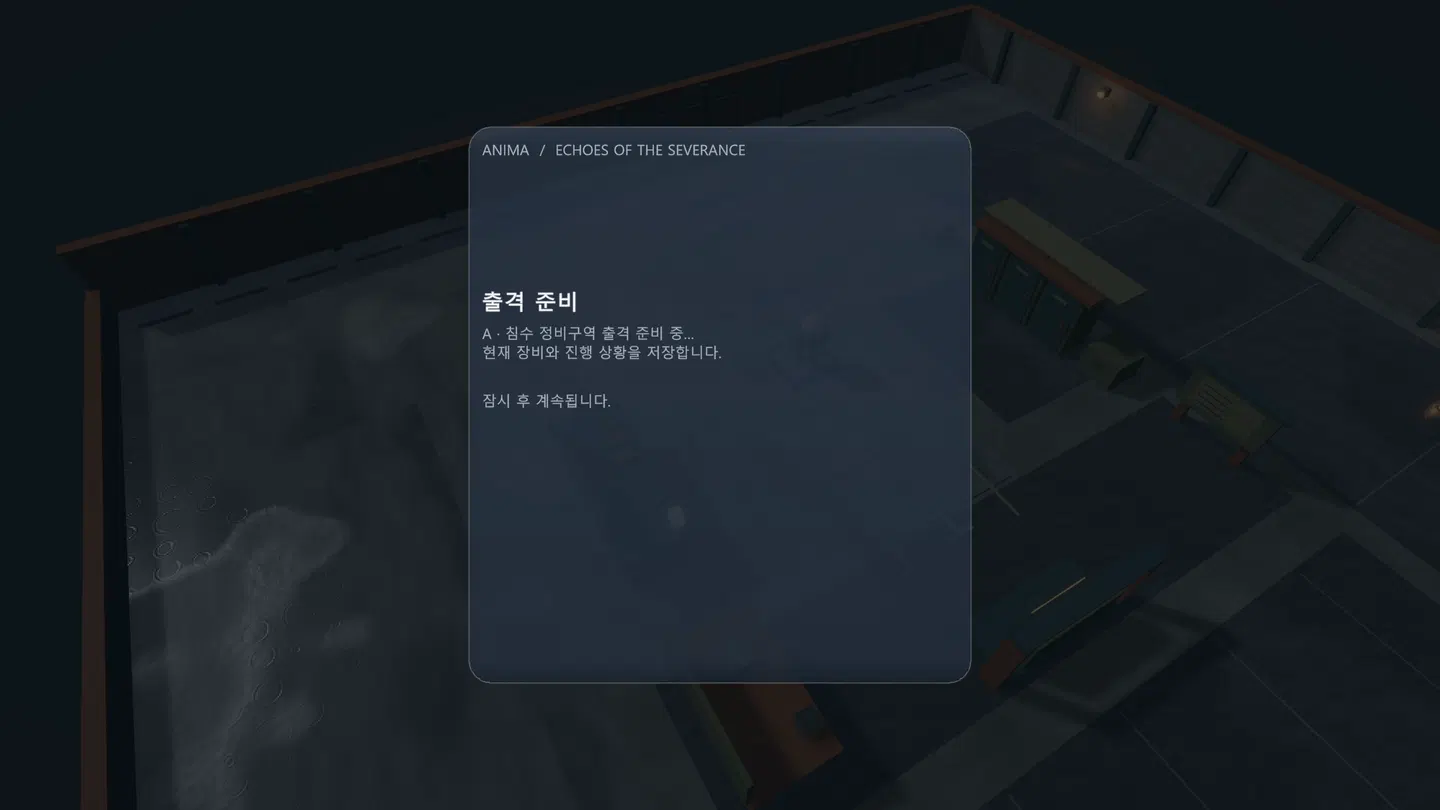 ANIMA / ECHOES OF THE SEVERANCE
출격 준비
A · 침수 정비구역 출격 준비 중...
현재 장비와 진행 상황을 저장합니다.
잠시 후 계속됩니다.